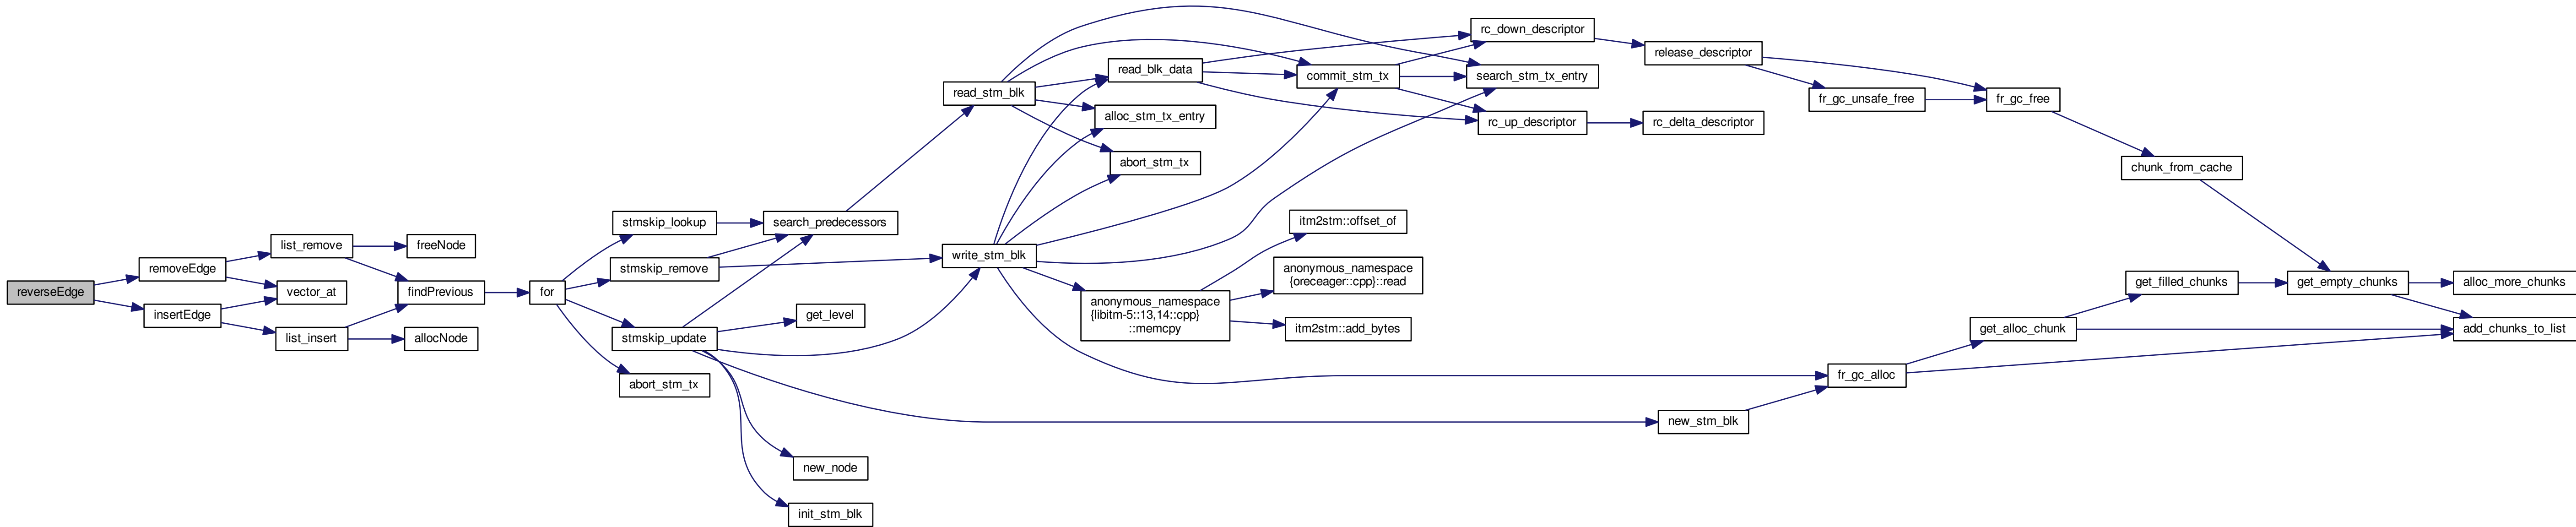 reverseEdge
removeEdge
insertEdge
list_remove
vector_at
list_insert
freeNode
findPrevious
allocNode
for
stmskip_lookup
stmskip_remove
stmskip_update
abort_stm_tx
search_predecessors
get_level
new_node
init_stm_blk
read_stm_blk
write_stm_blk
read_blk_data
alloc_stm_tx_entry
abort_stm_tx
anonymous_namespace
{libitm-5::13,14::cpp}
::memcpy
itm2stm::offset_of
anonymous_namespace
{oreceager::cpp}::read
itm2stm::add_bytes
commit_stm_tx
rc_down_descriptor
search_stm_tx_entry
rc_up_descriptor
release_descriptor
rc_delta_descriptor
new_stm_blk
fr_gc_unsafe_free
fr_gc_alloc
fr_gc_free
get_alloc_chunk
chunk_from_cache
get_filled_chunks
get_empty_chunks
alloc_more_chunks
add_chunks_to_list